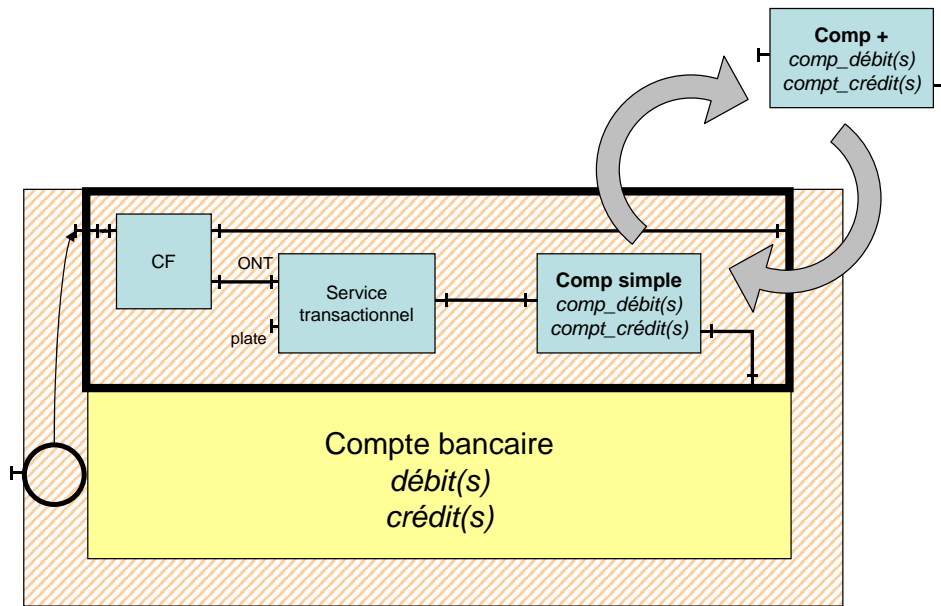 Comp +
comp_débit(s)
compt_crédit(s)
CF
ONT
plate
Service
transactionnel
Comp simple
comp_débit(s)
compt_crédit(s)
Compte bancaire
débit(s)
crédit(s)